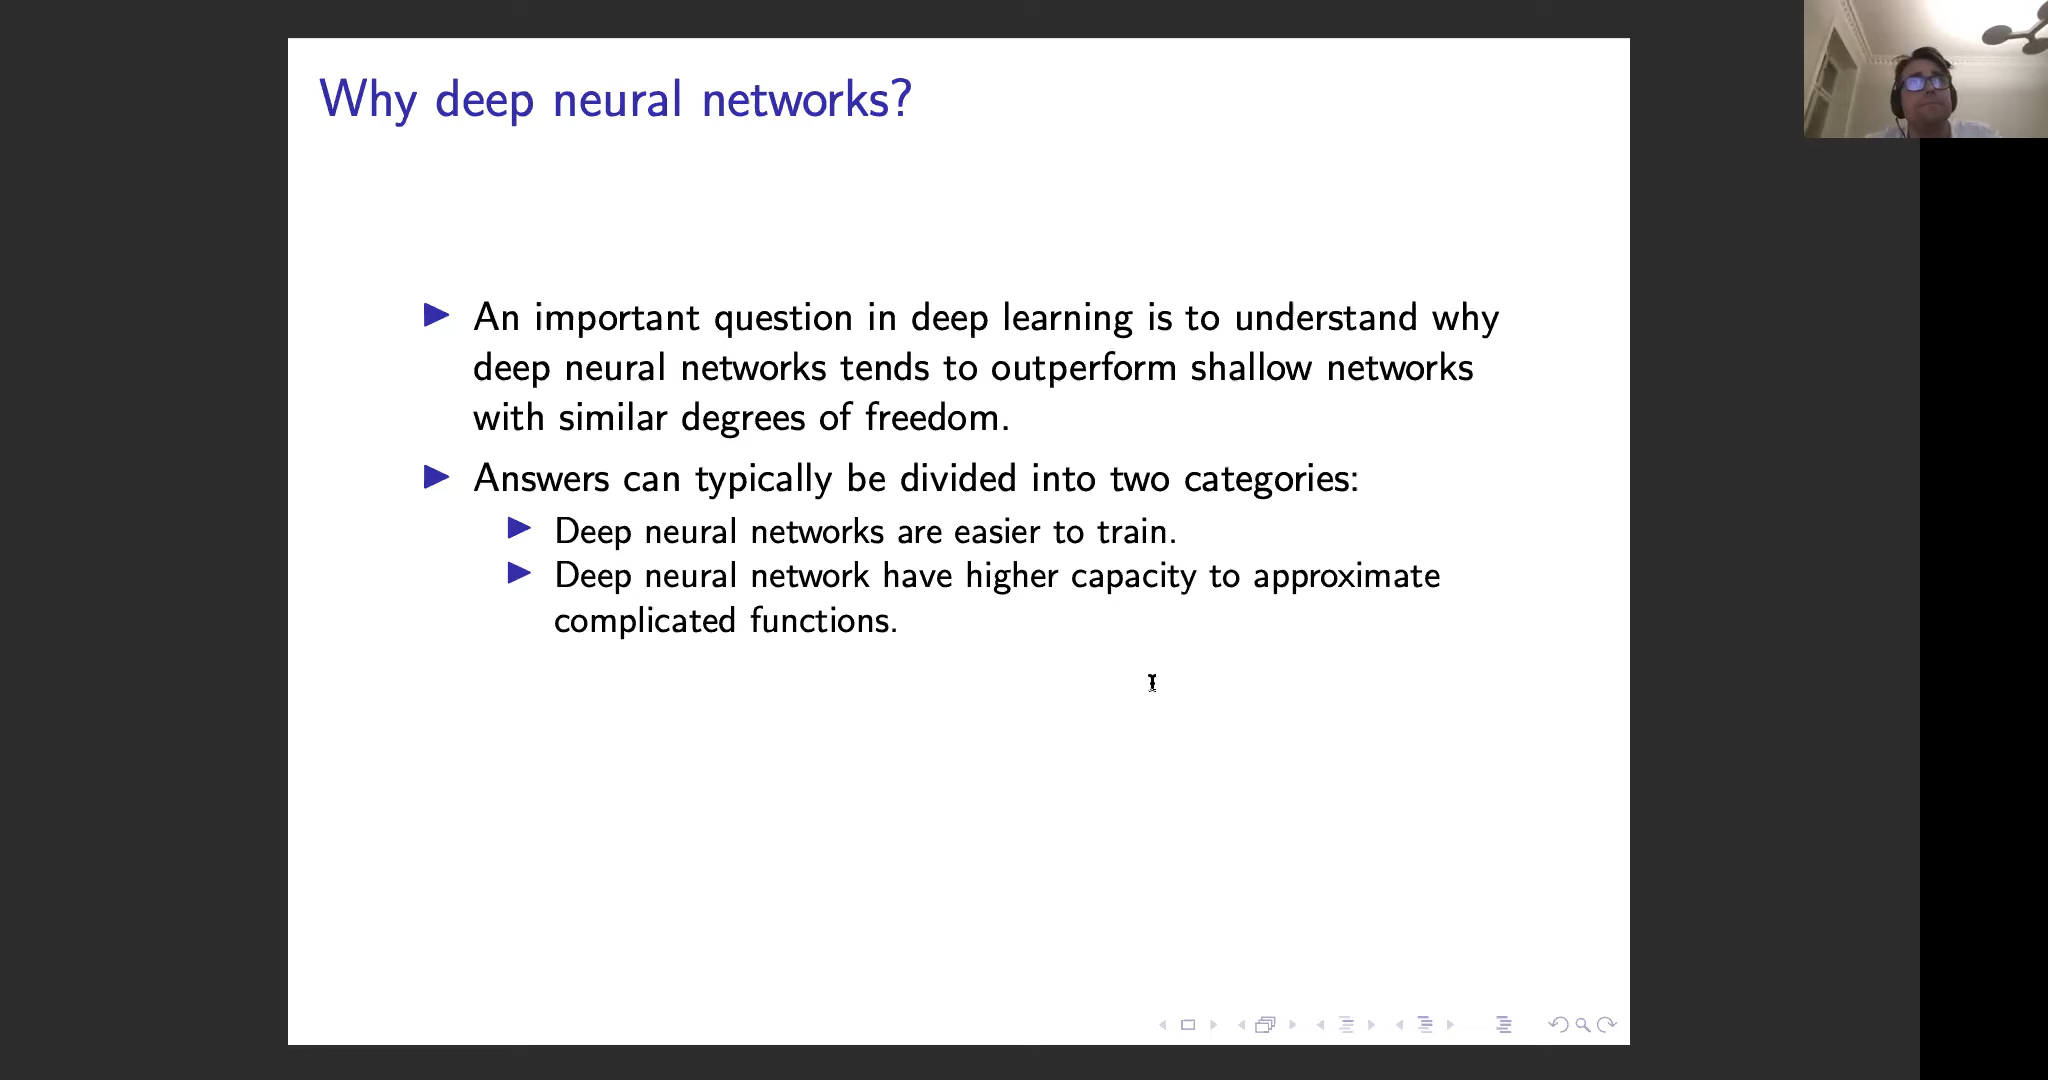 Why deep neural networks?
An important question in deep learning is to understand why
deep neural networks tends to outperform shallow networks
with similar degrees of freedom.
Answers can typically be divided into two categories:
Deep neural networks are easier to train.
Deep neural network have higher capacity to approximate
complicated functions.